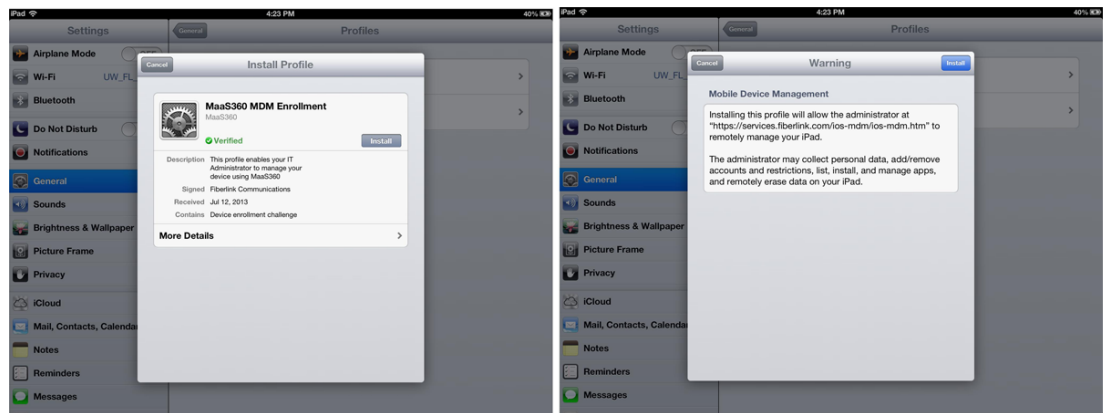 iPad
4:23 PM
40%
Settings
General
Profiles
Airplane Mode
OFF
Wi-Fi UW_FL_
Bluetooth
Do Not Disturb
Notifications
General
Sounds
Brightness & Wallpaper
Picture Frame
Privacy
iCloud
Mail, Contacts, Calendar
Notes
Reminders
Messages
Cancel
Install Profile
MaaS360 MDM Enrollment
MaaS360
Verified
Install
Description This profile enables your IT
Administrator to manage your
device using MaaS360
Signed Fiberlink Communications
Received Jul 12, 2013
Contains Device enrollment challenge
More Details
iPad
4:23 PM
40%
Settings
General
Profiles
Airplane Mode
Wi-Fi UW_FL_
Bluetooth
Do Not Disturb
Notifications
General
Sounds
Brightness & Wallpaper
Picture Frame
Privacy
iCloud
Mail, Contacts, Calendar
Notes
Reminders
Messages
Cancel
Warning
Install
Mobile Device Management
Installing this profile will allow the administrator at
"https://services.fiberlink.com/ios-mdm/ios-mdm.htm" to
remotely manage your iPad.
The administrator may collect personal data, add/remove
accounts and restrictions, list, install, and manage apps,
and remotely erase data on your iPad.